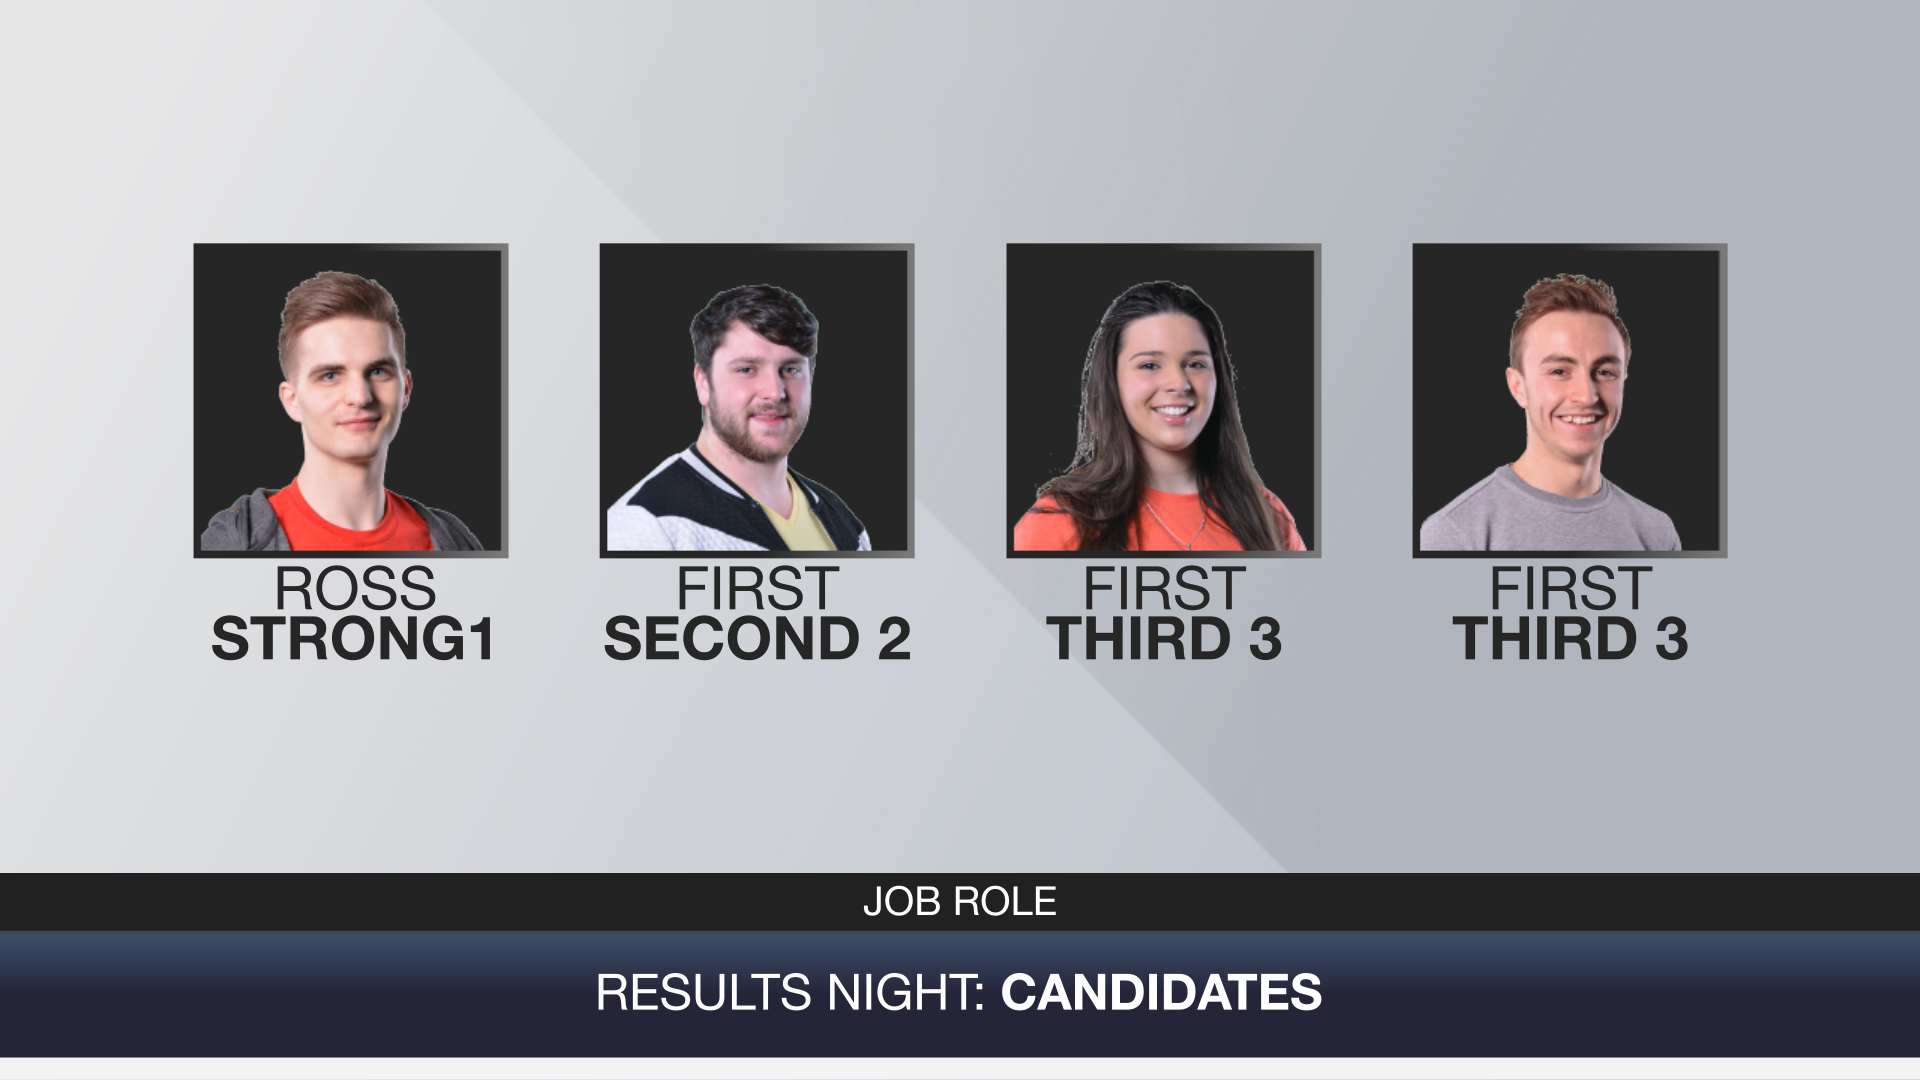 ROSS
STRONG1
FIRST
SECOND 2
FIRST
THIRD 3
FIRST
THIRD 3
JOB ROLE
RESULTS NIGHT: CANDIDATES